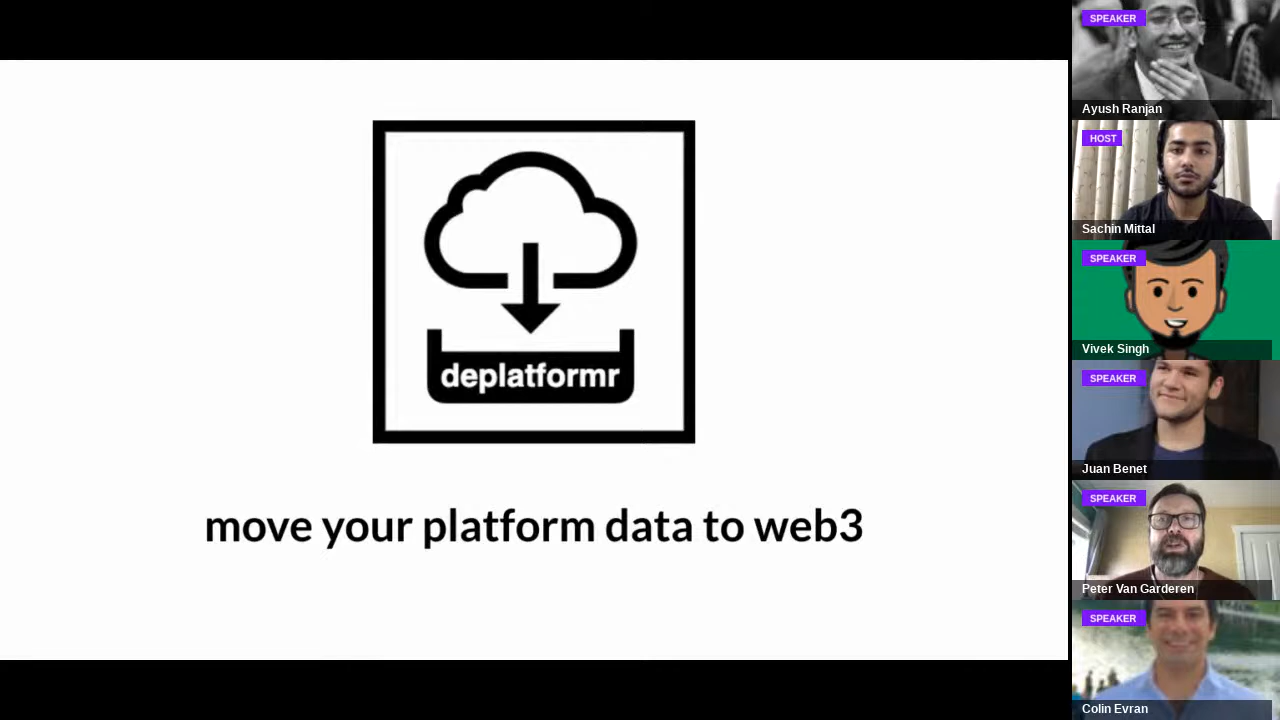 deplatformr
move your platform data to web3
SPEAKER
Ayush Ranjan
HOST
Sachin Mittal
SPEAKER
Vivek Singh
SPEAKER
Juan Benet
SPEAKER
Peter Van Garderen
SPEAKER
Colin Evran